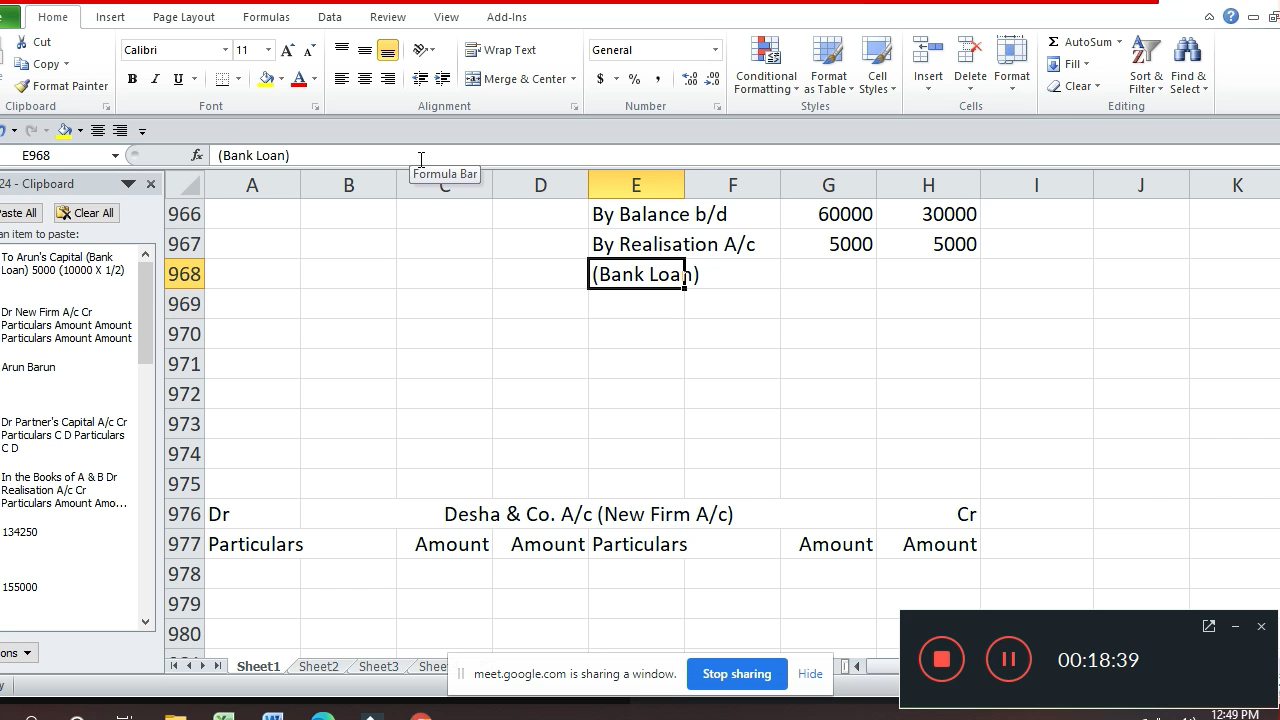 Home Insert Page Layout Formulas Data Review View Add-Ins
Cut
Copy
Format Painter
Clipboard
Calibri 11
B I U
Font
Wrap Text
Merge & Center
Alignment
General
$ % ,
Number
Conditional Formatting
Format as Table
Cell Styles
Styles
Insert Delete Format
Cells
AutoSum
Fill
Clear
Sort & Filter
Find & Select
Editing
E968 fx (Bank Loan)
Formula Bar
24 - Clipboard
Paste All Clear All
an item to paste:
To Arun's Capital (Bank
Loan) 5000 (10000 X 1/2)
Dr New Firm A/c Cr
Particulars Amount Amount
Particulars Amount Amount
Arun Barun
Dr Partner's Capital A/c Cr
Particulars C D Particulars
C D
In the Books of A & B Dr
Realisation A/c Cr
Particulars Amount Amo...
134250
155000
A B C D E F G H I J K
966 By Balance b/d 60000 30000
967 By Realisation A/c 5000 5000
968 (Bank Loan)
969
970
971
972
973
974
975
976 Dr Desha & Co. A/c (New Firm A/c) Cr
977 Particulars Amount Amount Particulars Amount Amount
978
979
980
Sheet1 Sheet2 Sheet3
meet.google.com is sharing a window. Stop sharing Hide
00:18:39
12:49 PM